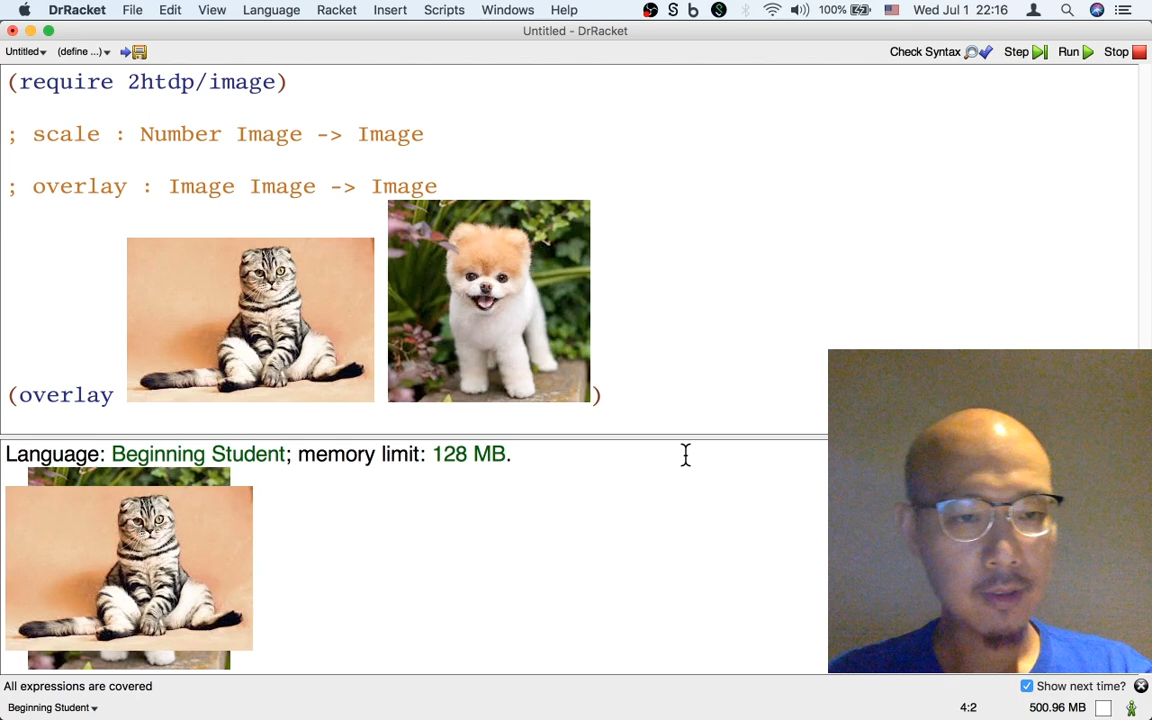 DrRacket File Edit View Language Racket Insert Scripts Windows Help 100% Wed Jul 1 22:16
Untitled - DrRacket
Untitled (define ...) Check Syntax Step Run Stop
(require 2htdp/image)
; scale : Number Image -> Image
; overlay : Image Image -> Image
(overlay )
Language: Beginning Student; memory limit: 128 MB.
All expressions are covered Show next time?
Beginning Student 4:2 500.96 MB